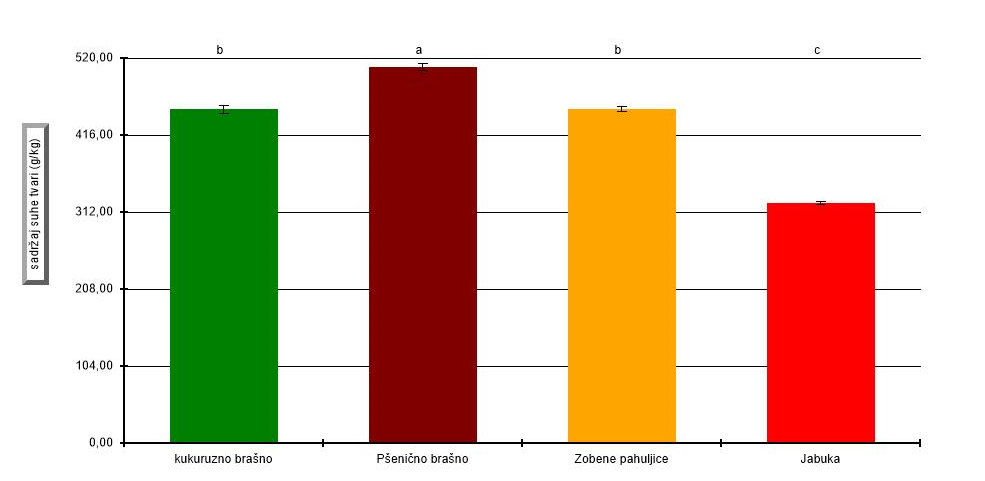 b a b c
520,00
416,00
312,00
208,00
104,00
0,00
sadržaj suhe tvari (g/kg)
kukuruzno brašno Pšenično brašno Zobene pahuljice Jabuka